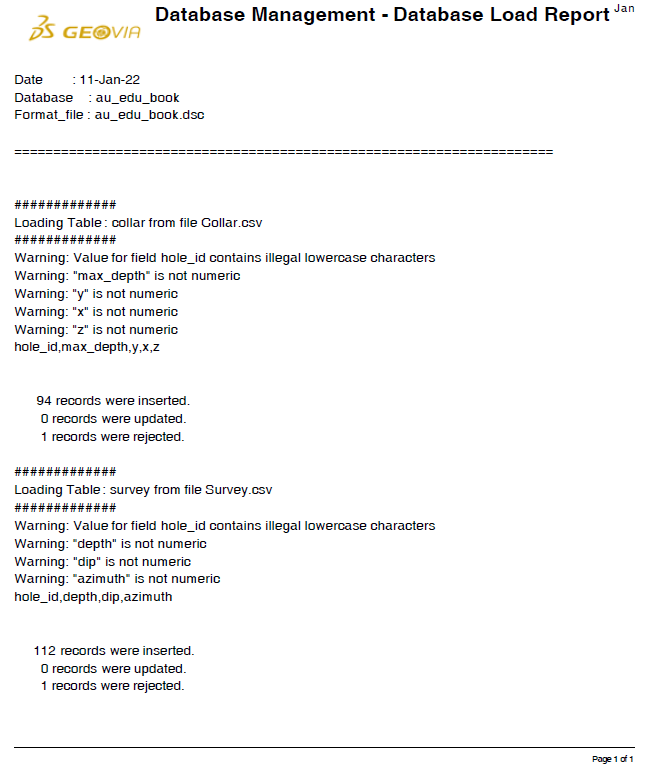 Database Management - Database Load Report Jan
GEOVIA
Date : 11-Jan-22
Database : au_edu_book
Format_file : au_edu_book.dsc
=====================================================================
#############
Loading Table : collar from file Collar.csv
#############
Warning: Value for field hole_id contains illegal lowercase characters
Warning: "max_depth" is not numeric
Warning: "y" is not numeric
Warning: "x" is not numeric
Warning: "z" is not numeric
hole_id,max_depth,y,x,z
94 records were inserted.
0 records were updated.
1 records were rejected.
#############
Loading Table : survey from file Survey.csv
#############
Warning: Value for field hole_id contains illegal lowercase characters
Warning: "depth" is not numeric
Warning: "dip" is not numeric
Warning: "azimuth" is not numeric
hole_id,depth,dip,azimuth
112 records were inserted.
0 records were updated.
1 records were rejected.
Page 1 of 1